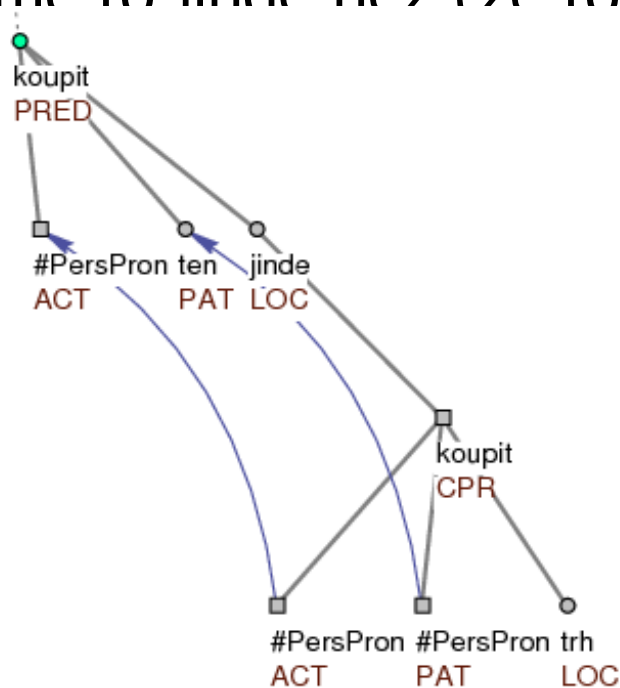 koupit
PRED
#PersPron ten jinde
ACT PAT LOC
koupit
CPR
#PersPron #PersPron trh
ACT PAT LOC